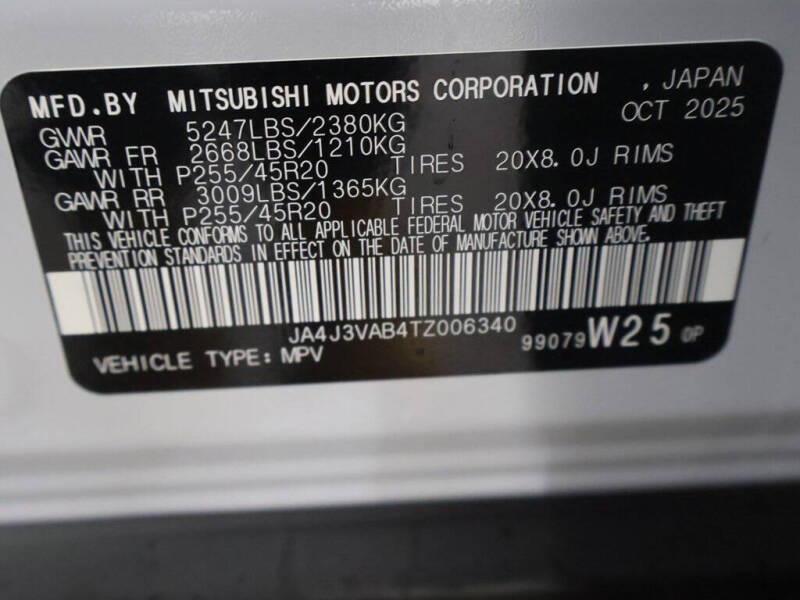 MFD.BY MITSUBISHI MOTORS CORPORATION , JAPAN
OCT 2025
GVWR 5247LBS/2380KG
GAWR FR 2668LBS/1210KG
WITH P255/45R20 TIRES 20X8.0J RIMS
GAWR RR 3009LBS/1365KG
WITH P255/45R20 TIRES 20X8.0J RIMS
THIS VEHICLE CONFORMS TO ALL APPLICABLE FEDERAL MOTOR VEHICLE SAFETY AND THEFT
PREVENTION STANDARDS IN EFFECT ON THE DATE OF MANUFACTURE SHOWN ABOVE.
JA4J3VAB4TZ006340
99079 W25 0P
VEHICLE TYPE: MPV